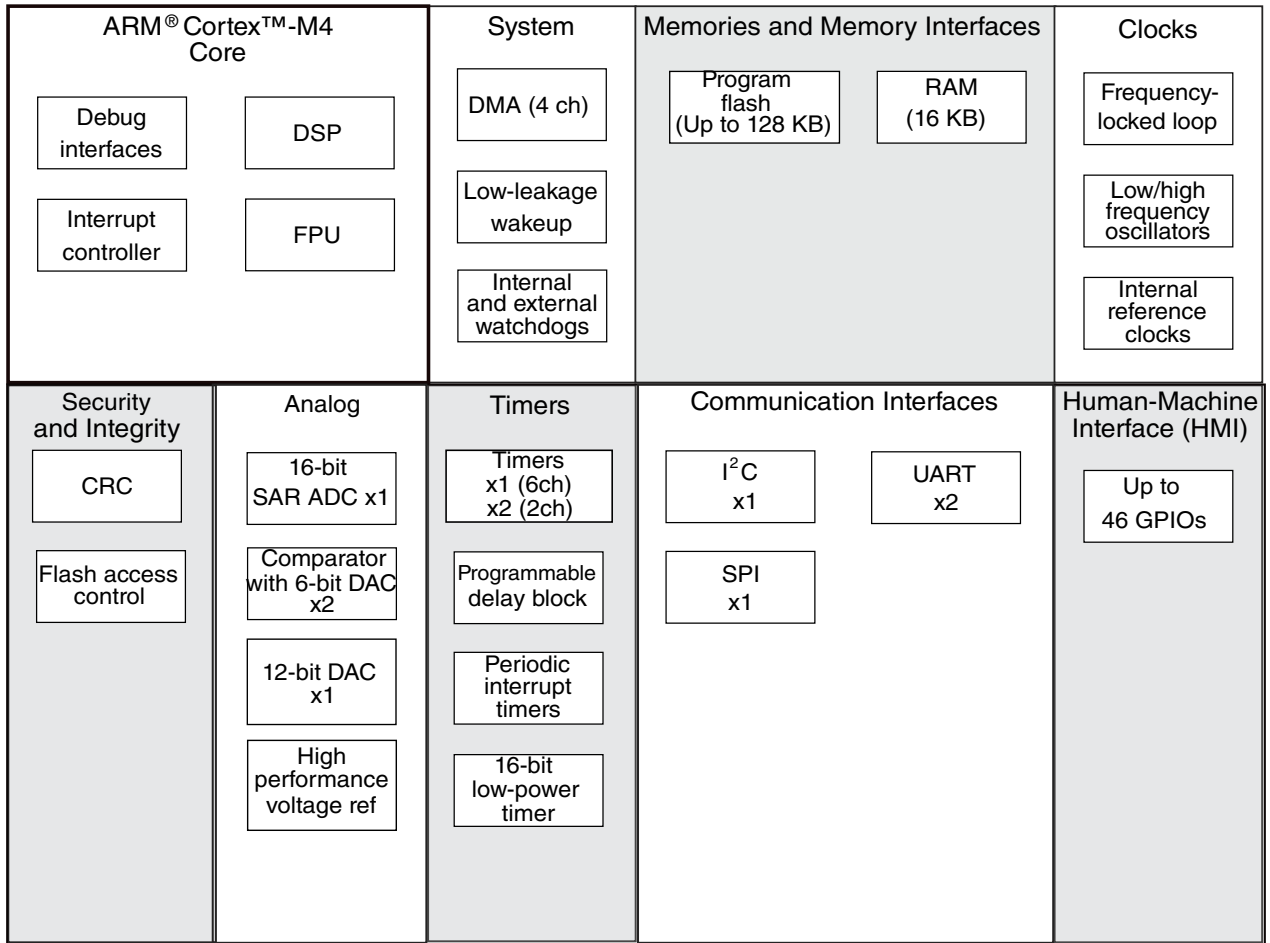 ARM® Cortex™-M4
Core
Debug
interfaces
DSP
Interrupt
controller
FPU
System
DMA (4 ch)
Low-leakage
wakeup
Internal
and external
watchdogs
Memories and Memory Interfaces
Program
flash
(Up to 128 KB)
RAM
(16 KB)
Clocks
Frequency-
locked loop
Low/high
frequency
oscillators
Internal
reference
clocks
Security
and Integrity
CRC
Flash access
control
Analog
16-bit
SAR ADC x1
Comparator
with 6-bit DAC
x2
12-bit DAC
x1
High
performance
voltage ref
Timers
Timers
x1 (6ch)
x2 (2ch)
Programmable
delay block
Periodic
interrupt
timers
16-bit
low-power
timer
Communication Interfaces
I²C
x1
UART
x2
SPI
x1
Human-Machine
Interface (HMI)
Up to
46 GPIOs